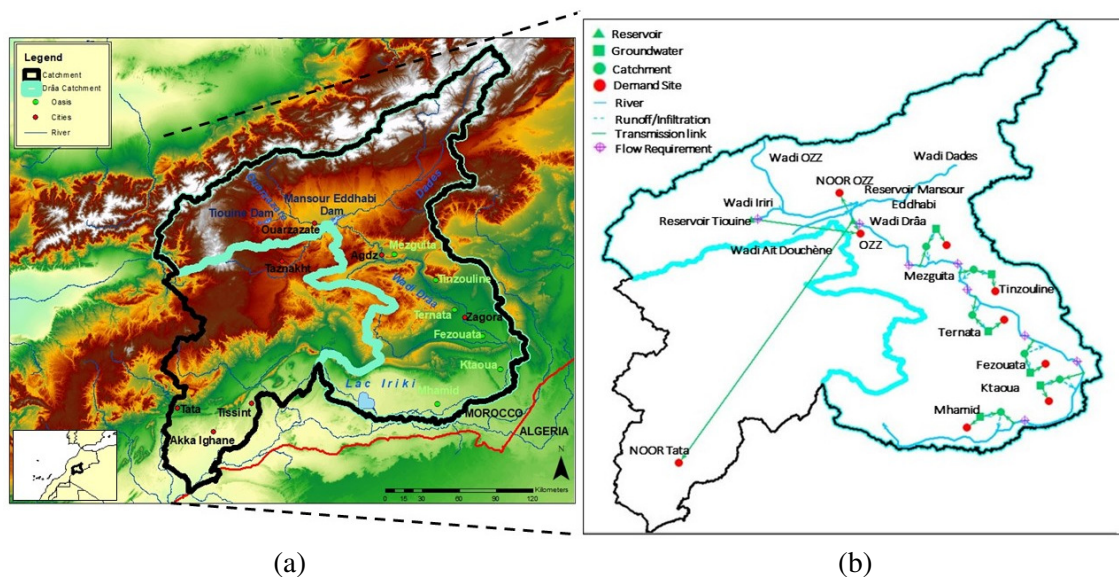 Legend
Catchment
Drâa Catchment
Oasis
Cities
River
Tiouine Dam
Mansour Eddhabi
Dam
Dades
Ouarzazate
Taznakht
Agdz
Mezguita
Tinzouline
Wadi Drâa
Ternata
Zagora
Fezouata
Ktaoua
Lac Iriki
Mhamid
Tata
Tissint
Akka Ighane
MOROCCO
ALGERIA
N
Kilometers
0 15 30 60 90 120
(a)
Reservoir
Groundwater
Catchment
Demand Site
River
Runoff/Infiltration
Transmission link
Flow Requirement
Wadi OZZ
Wadi Dades
NOOR OZZ
Reservoir Mansour
Eddhabi
Wadi Iriri
Reservoir Tiouine
Wadi Drâa
OZZ
Wadi Ait Douchène
Mezguita
Tinzouline
Ternata
Fezouata
Ktaoua
Mhamid
NOOR Tata
(b)